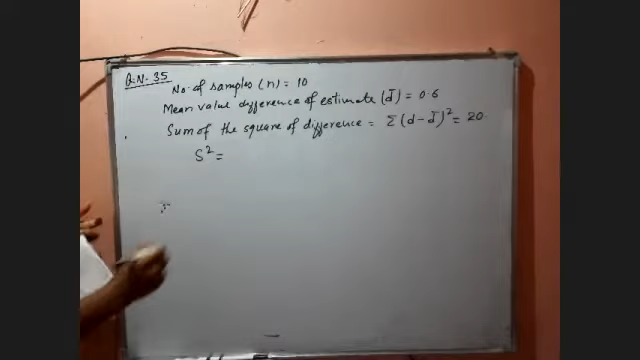 Q.N. 35
No. of samples (n) = 10
Mean value difference of estimate (d̄) = 0.6
Sum of the square of difference = Σ (d - d̄)² = 20.
S² =